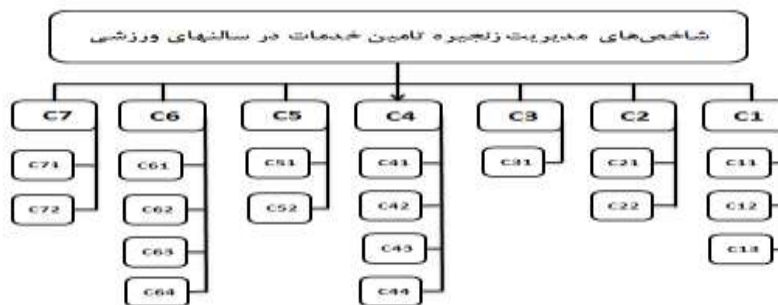 شاخص‌های مدیریت زنجیره تامین خدمات در سالنهای ورزشی
C7 C6 C5 C4 C3 C2 C1
C71 C61 C51 C41 C31 C21 C11
C72 C62 C52 C42 C22 C12
C63 C43 C13
C64 C44